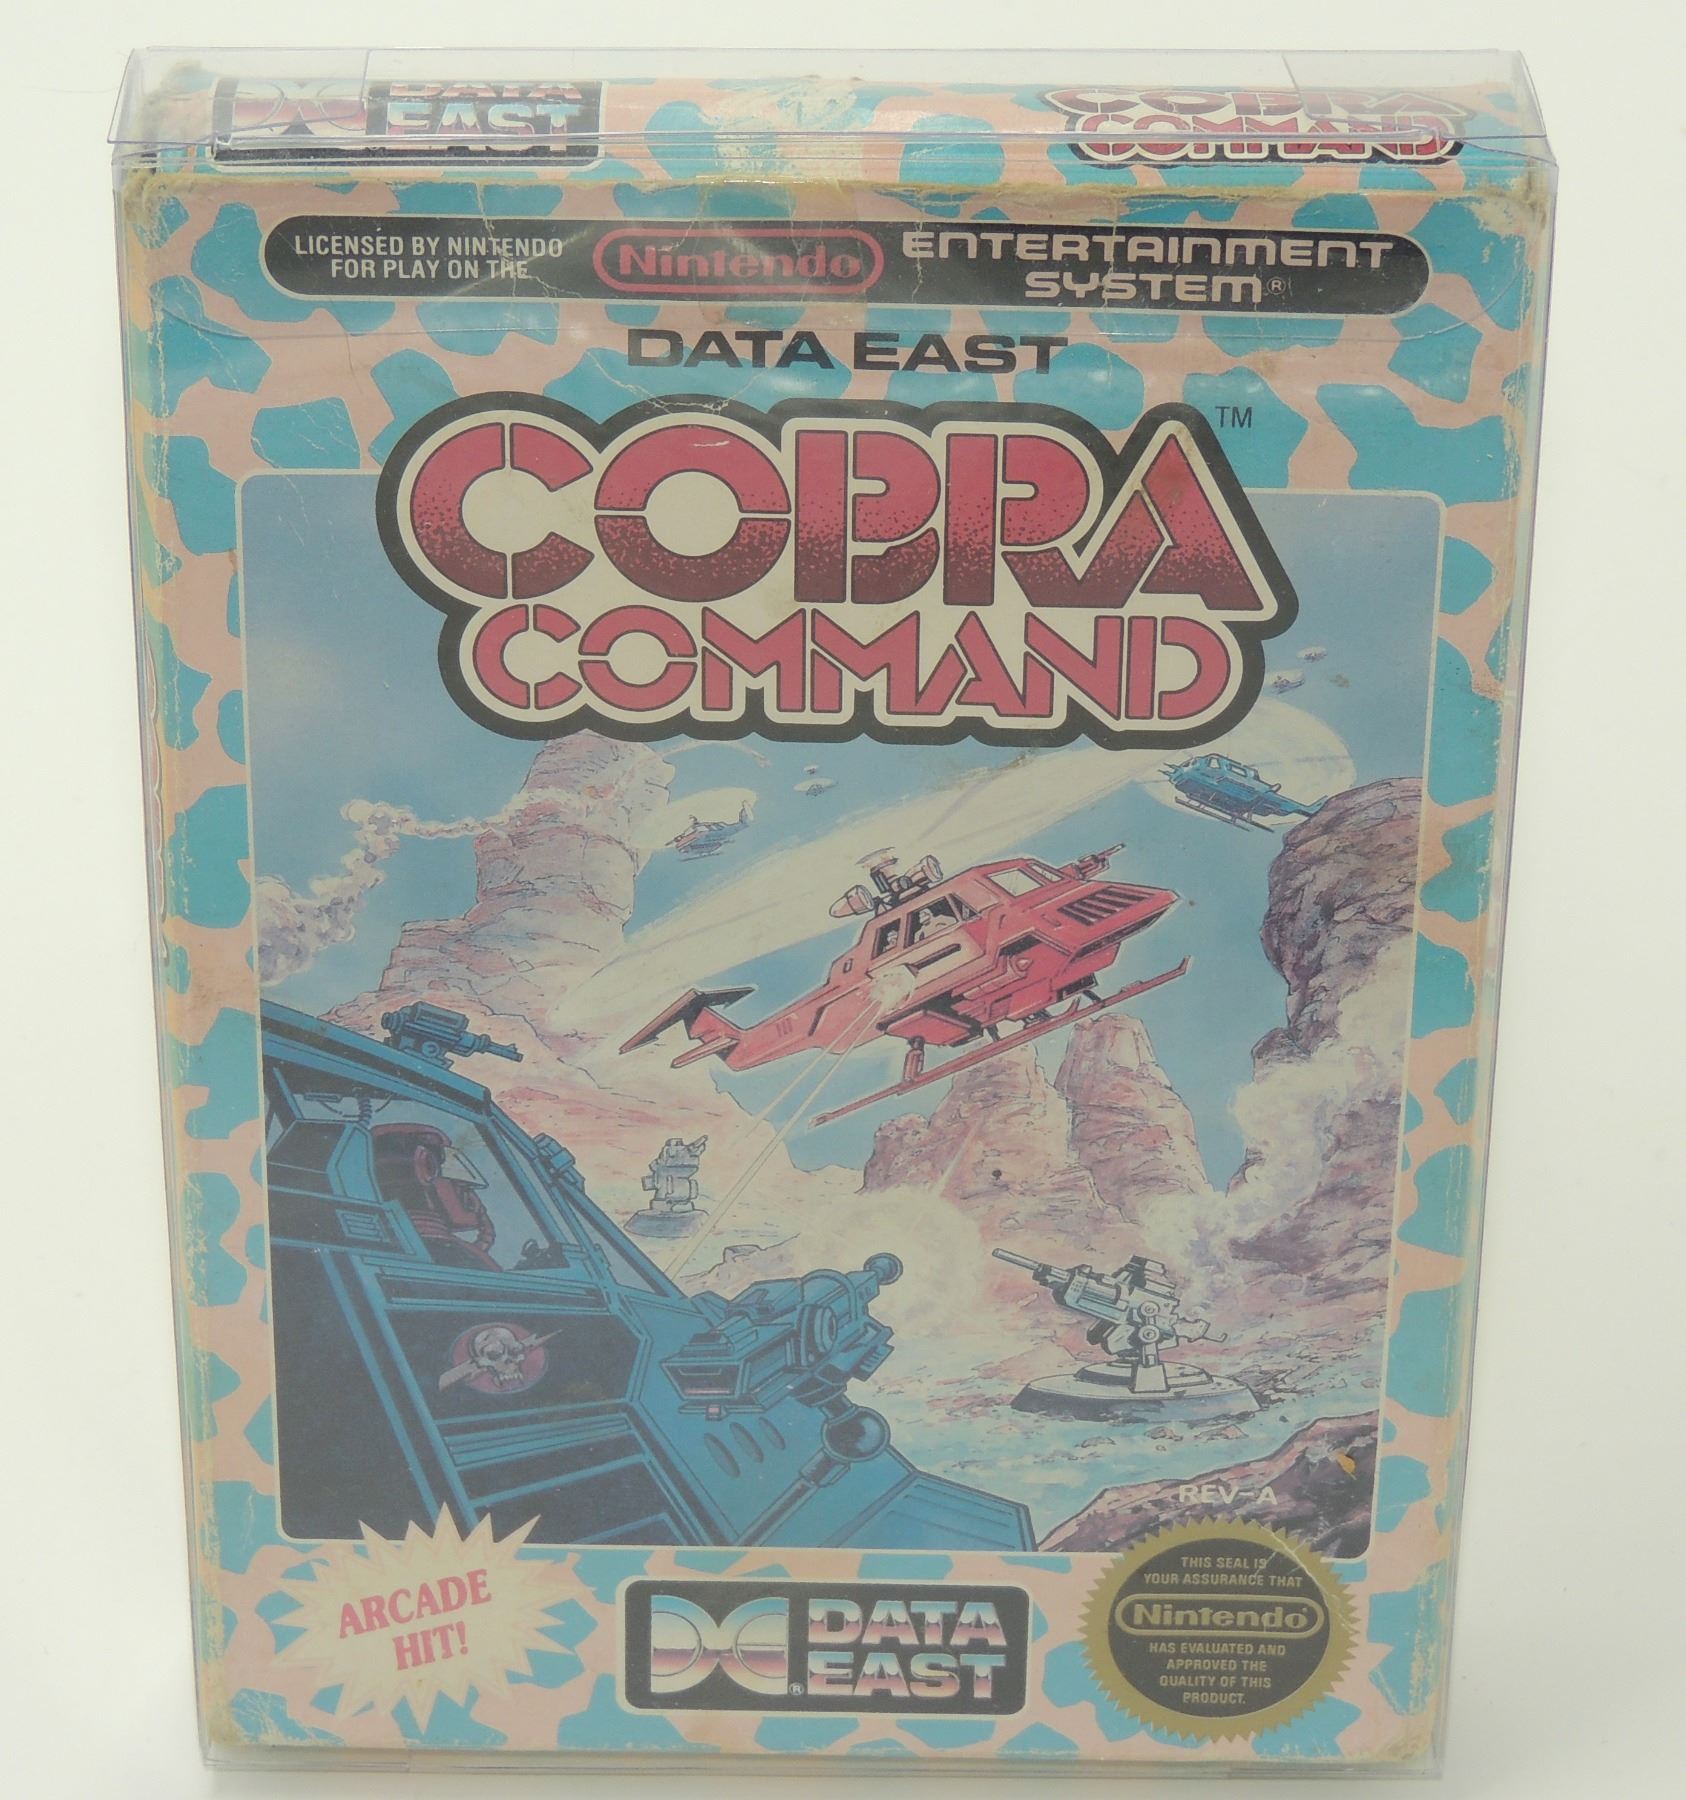 DATA
EAST
COBRA
COMMAND
LICENSED BY NINTENDO
FOR PLAY ON THE
Nintendo
ENTERTAINMENT
SYSTEM®
DATA EAST
COBRA™
COMMAND
REV-A
ARCADE
HIT!
DATA
EAST
®
THIS SEAL IS
YOUR ASSURANCE THAT
Nintendo®
HAS EVALUATED AND
APPROVED THE
QUALITY OF THIS
PRODUCT.